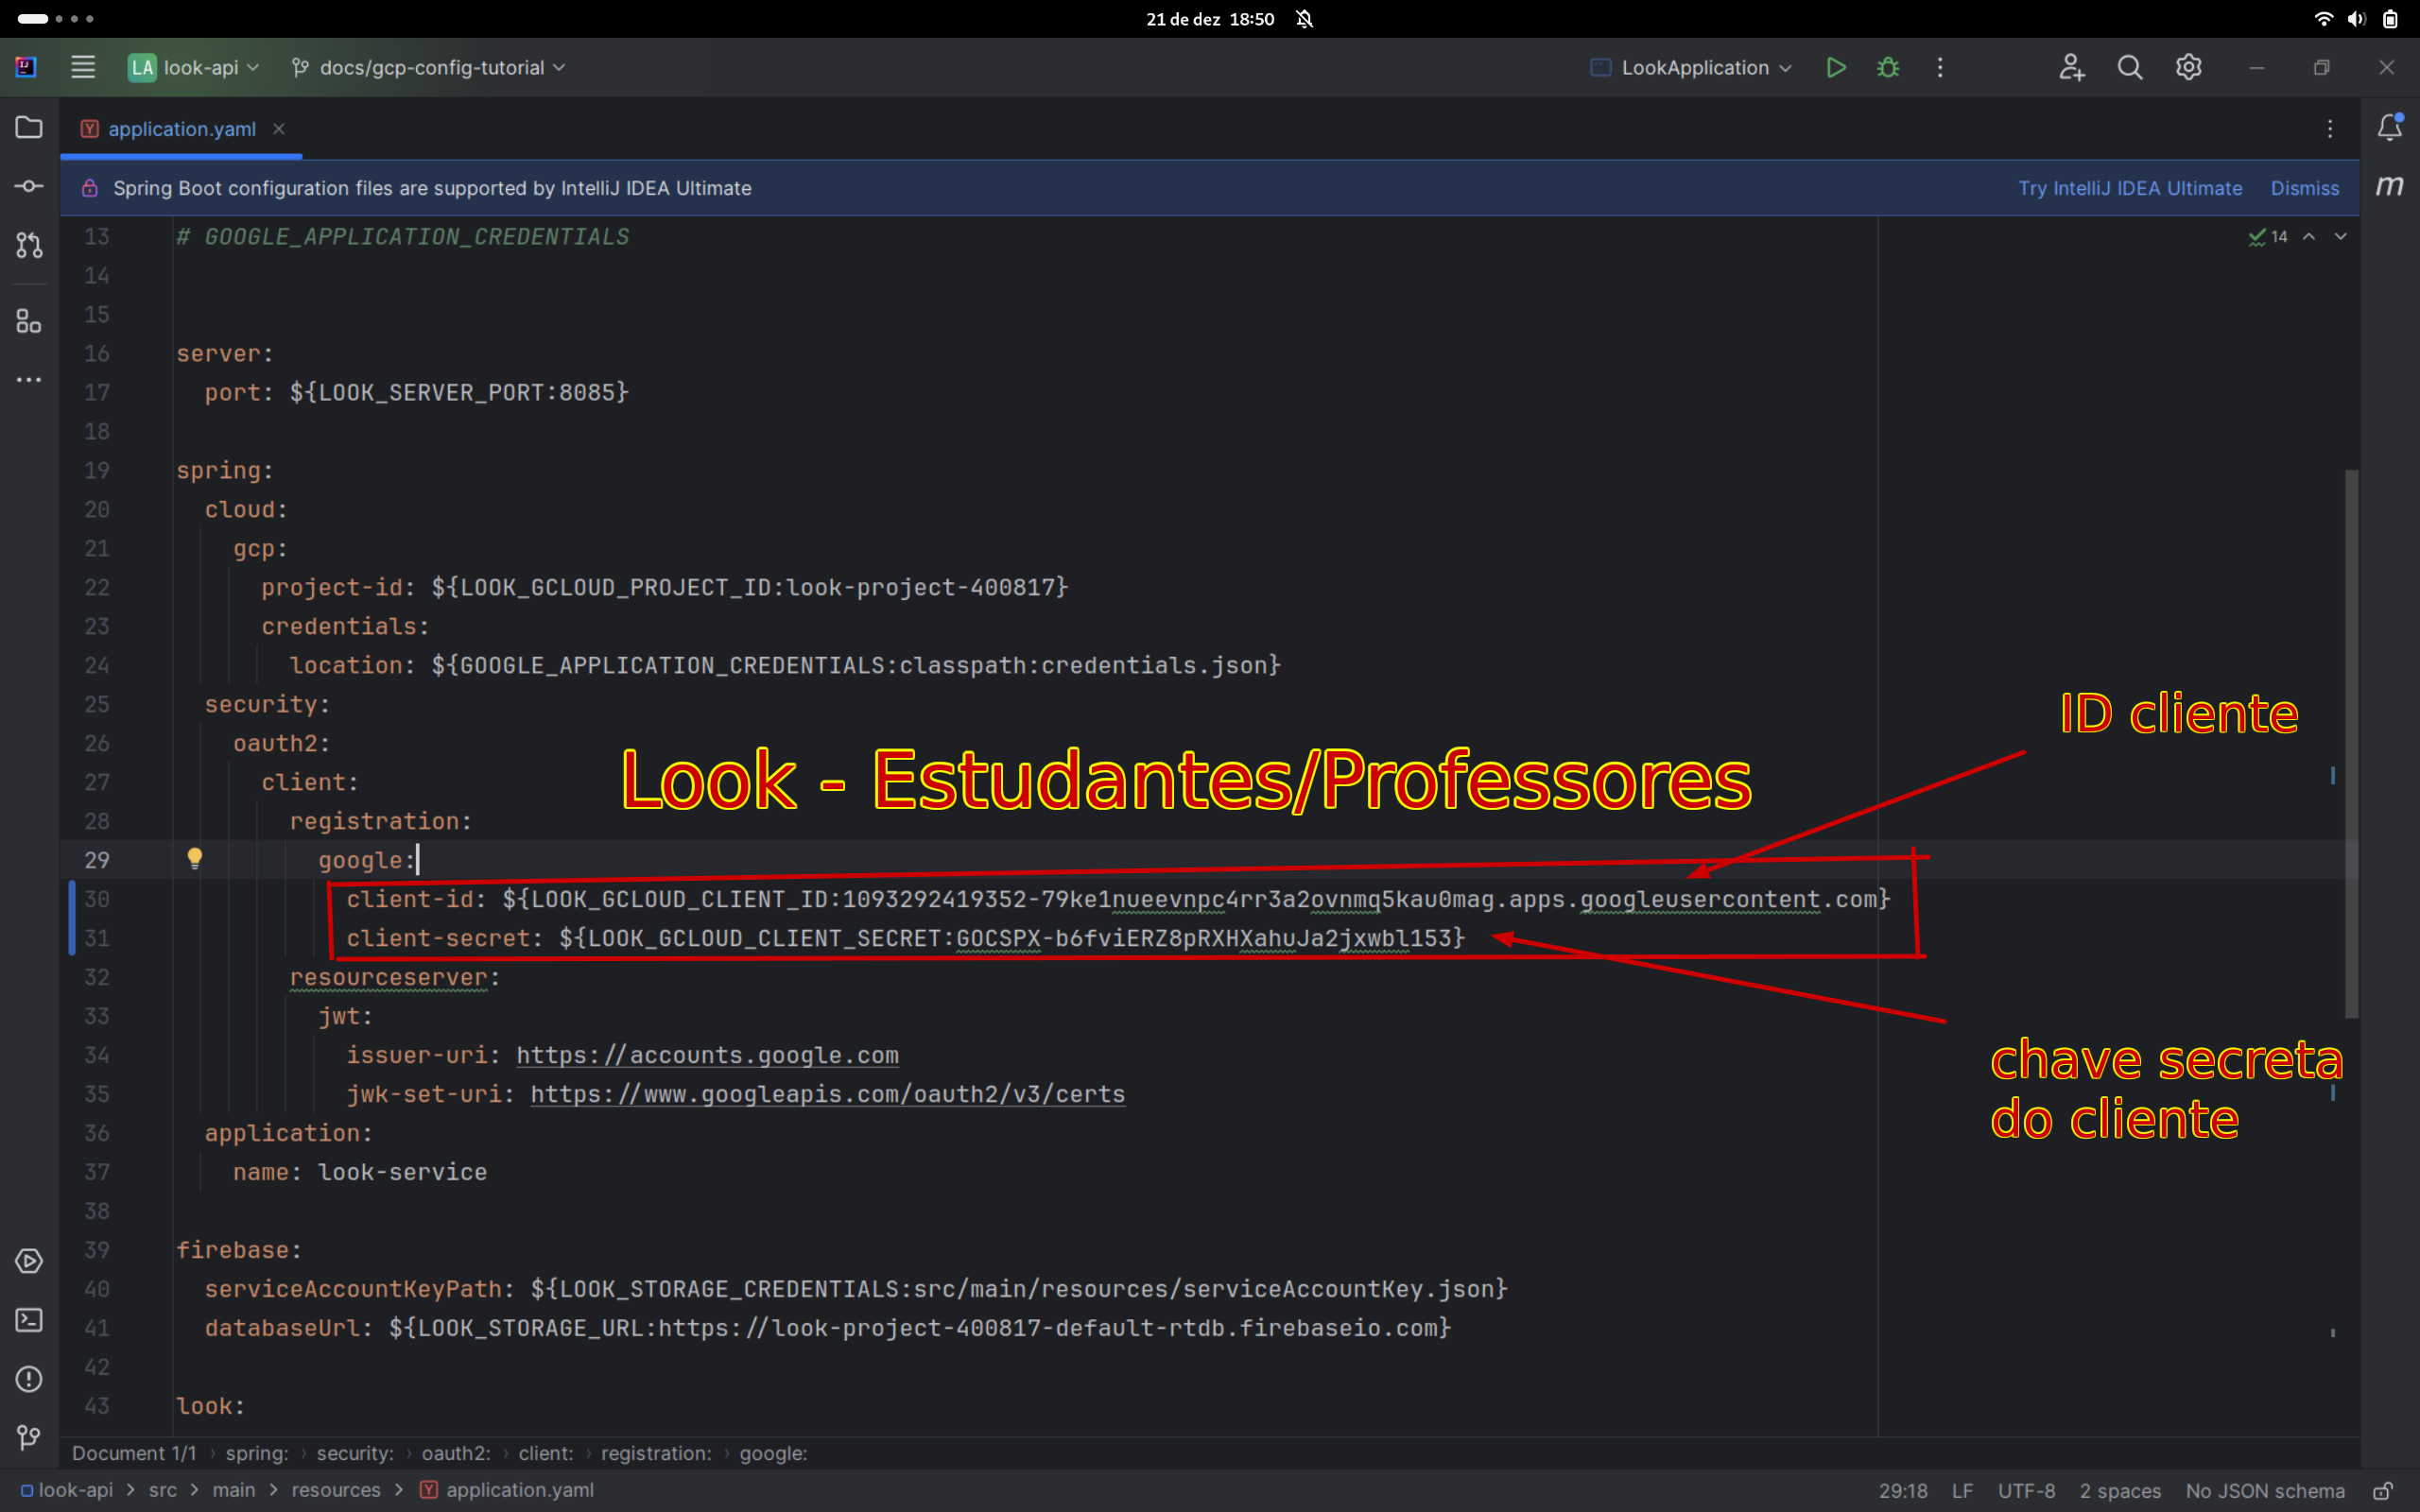 21 de dez 18:50
LA look-api docs/gcp-config-tutorial LookApplication
application.yaml
Spring Boot configuration files are supported by IntelliJ IDEA Ultimate Try IntelliJ IDEA Ultimate Dismiss
13 # GOOGLE_APPLICATION_CREDENTIALS 14
14
15
16 server:
17 port: ${LOOK_SERVER_PORT:8085}
18
19 spring:
20 cloud:
21 gcp:
22 project-id: ${LOOK_GCLOUD_PROJECT_ID:look-project-400817}
23 credentials:
24 location: ${GOOGLE_APPLICATION_CREDENTIALS:classpath:credentials.json}
25 security:
ID cliente
26 oauth2:
Look - Estudantes/Professores
27 client:
28 registration:
29 google:
30 client-id: ${LOOK_GCLOUD_CLIENT_ID:1093292419352-79ke1nueevnpc4rr3a2ovnmq5kau0mag.apps.googleusercontent.com}
31 client-secret: ${LOOK_GCLOUD_CLIENT_SECRET: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}
32 resourceserver:
33 jwt:
34 issuer-uri: https://accounts.google.com
chave secreta
35 jwk-set-uri: https://www.googleapis.com/oauth2/v3/certs
do cliente
36 application:
37 name: look-service
38
39 firebase:
40 serviceAccountKeyPath: ${LOOK_STORAGE_CREDENTIALS:src/main/resources/serviceAccountKey.json}
41 databaseUrl: ${LOOK_STORAGE_URL:https://look-project-400817-default-rtdb.firebaseio.com}
42
43 look:
Document 1/1 › spring: › security: › oauth2: › client: › registration: › google:
look-api > src > main > resources > application.yaml 29:18 LF UTF-8 2 spaces No JSON schema